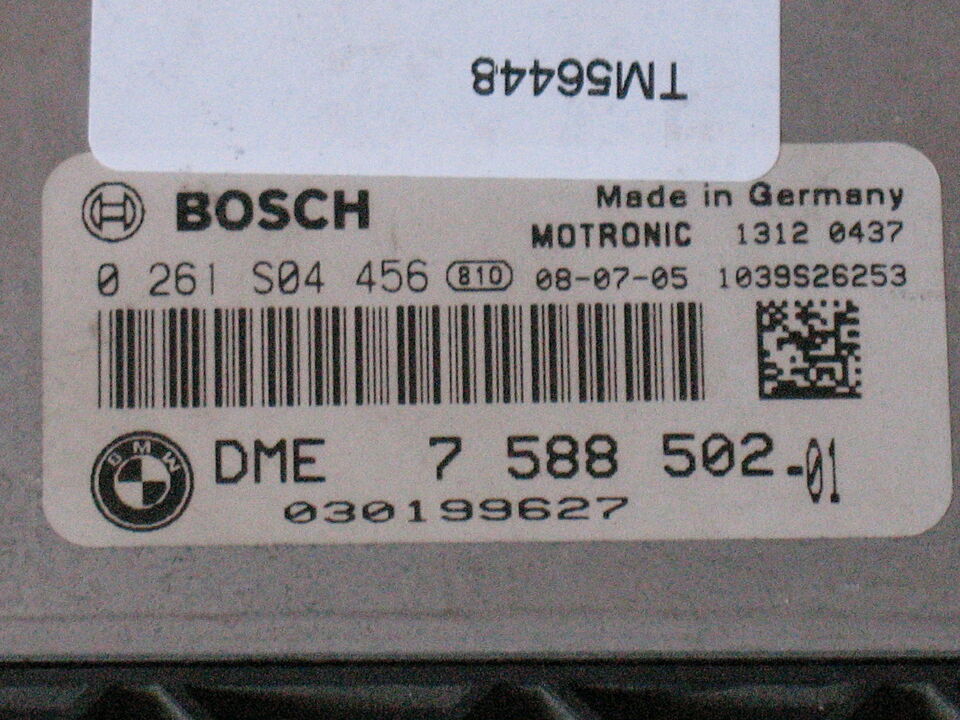 TM56448
BOSCH
Made in Germany
MOTRONIC 1312 0437
0 261 S04 456 810 08-07-05 1039S26253
BMW
DME 7 588 502-01
030199627